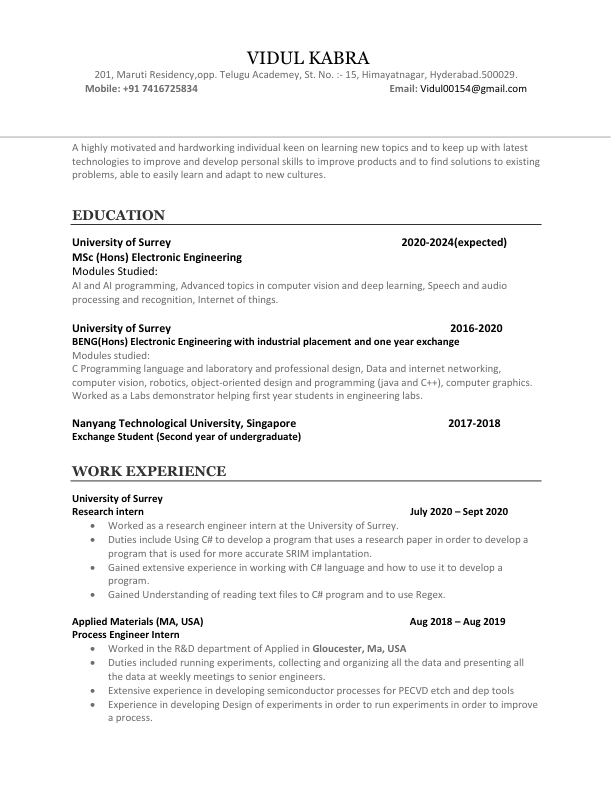 VIDUL KABRA
201, Maruti Residency,opp. Telugu Academey, St. No. :- 15, Himayatnagar, Hyderabad.500029.
Mobile: +91 7416725834 Email: Vidul00154@gmail.com
A highly motivated and hardworking individual keen on learning new topics and to keep up with latest
technologies to improve and develop personal skills to improve products and to find solutions to existing
problems, able to easily learn and adapt to new cultures.
EDUCATION
University of Surrey 2020-2024(expected)
MSc (Hons) Electronic Engineering
Modules Studied:
AI and AI programming, Advanced topics in computer vision and deep learning, Speech and audio
processing and recognition, Internet of things.
University of Surrey 2016-2020
BENG(Hons) Electronic Engineering with industrial placement and one year exchange
Modules studied:
C Programming language and laboratory and professional design, Data and internet networking,
computer vision, robotics, object-oriented design and programming (java and C++), computer graphics.
Worked as a Labs demonstrator helping first year students in engineering labs.
Nanyang Technological University, Singapore 2017-2018
Exchange Student (Second year of undergraduate)
WORK EXPERIENCE
University of Surrey
Research intern July 2020 – Sept 2020
• Worked as a research engineer intern at the University of Surrey.
• Duties include Using C# to develop a program that uses a research paper in order to develop a
program that is used for more accurate SRIM implantation.
• Gained extensive experience in working with C# language and how to use it to develop a
program.
• Gained Understanding of reading text files to C# program and to use Regex.
Applied Materials (MA, USA) Aug 2018 – Aug 2019
Process Engineer Intern
• Worked in the R&D department of Applied in Gloucester, Ma, USA
• Duties included running experiments, collecting and organizing all the data and presenting all
the data at weekly meetings to senior engineers.
• Extensive experience in developing semiconductor processes for PECVD etch and dep tools
• Experience in developing Design of experiments in order to run experiments in order to improve
a process.